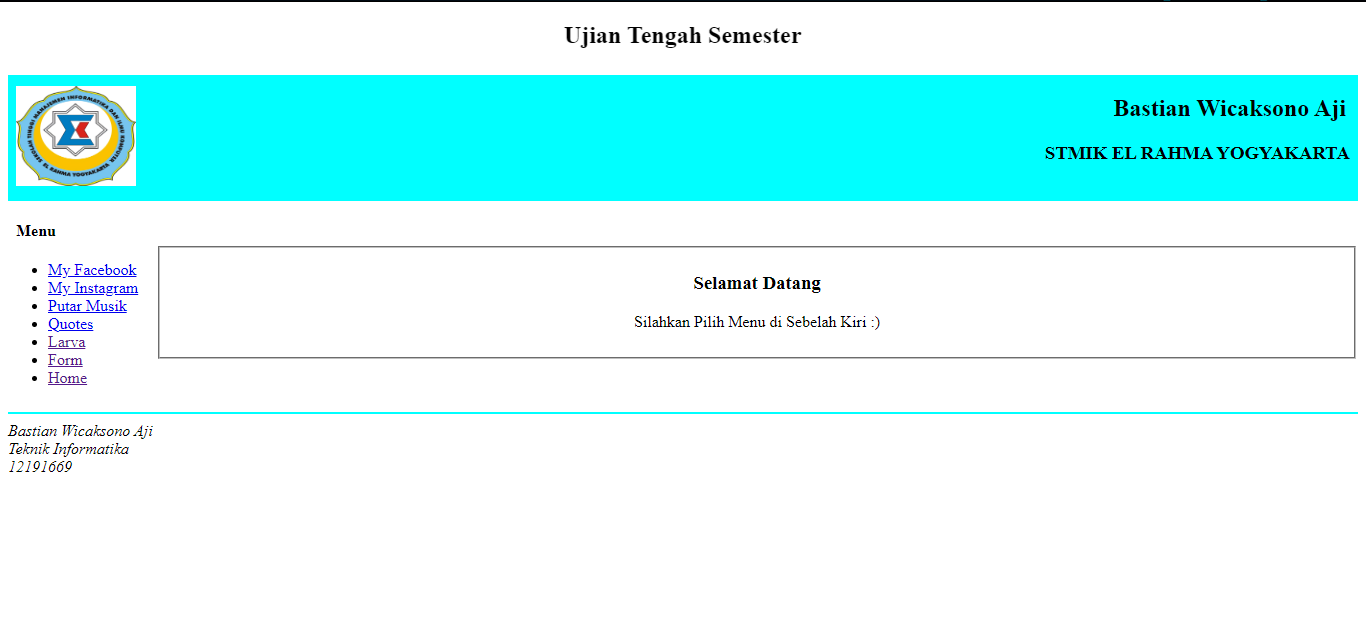 Ujian Tengah Semester
SEKOLAH TINGGI MANAJEMEN INFORMATIKA DAN ILMU KOMPUTER
EL RAHMA YOGYAKARTA
Bastian Wicaksono Aji
STMIK EL RAHMA YOGYAKARTA
Menu
My Facebook
My Instagram
Putar Musik
Quotes
Larva
Form
Home
Selamat Datang
Silahkan Pilih Menu di Sebelah Kiri :)
Bastian Wicaksono Aji
Teknik Informatika
12191669